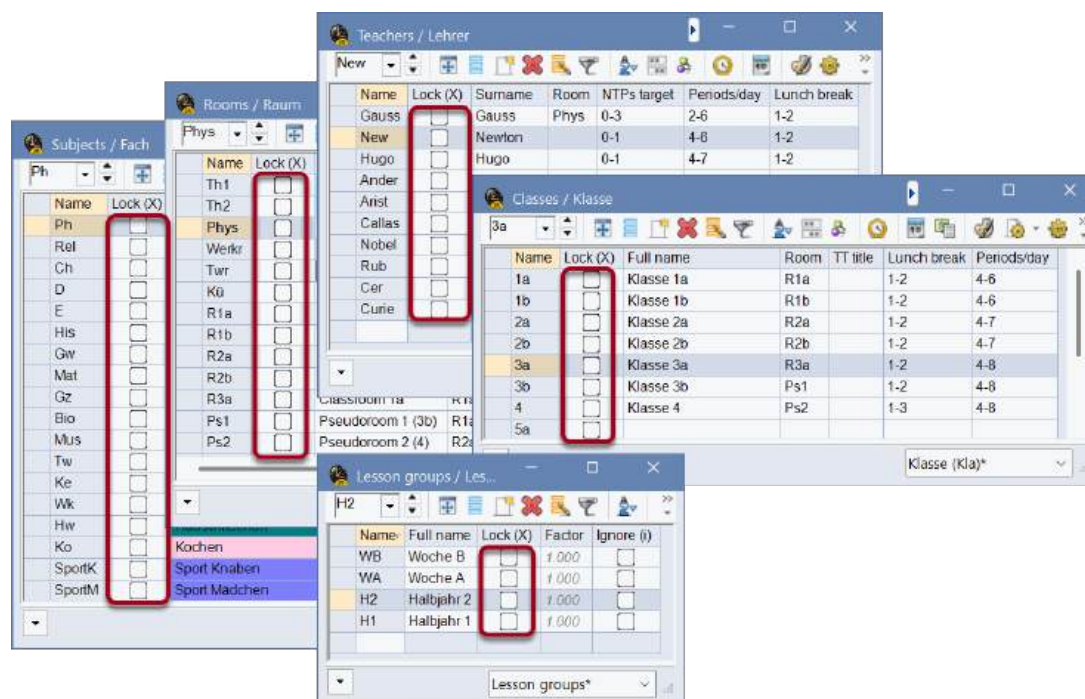 Teachers / Lehrer
New
Name Lock (X) Surname Room NTPs target Periods/day Lunch break
Gauss Gauss Phys 0-3 2-6 1-2
New Newton 0-1 4-6 1-2
Hugo Hugo 0-1 4-7 1-2
Ander
Arist
Callas
Nobel
Rub
Cer
Curie
Rooms / Raum
Phys
Name Lock (X)
Th1
Th2
Phys
Werkr
Twr
Kü
R1a
R1b
R2a
R2b
R3a Classroom 1a
Ps1 Pseudoroom 1 (3b) R1a
Ps2 Pseudoroom 2 (4) R2a
Subjects / Fach
Ph
Name Lock (X)
Ph
Rel
Ch
D
E
His
Gw
Mat
Gz
Bio
Mus
Tw
Ke
Wk
Hw
Ko Kochen
SportK Sport Knaben
SportM Sport Mädchen
Classes / Klasse
3a
Name Lock (X) Full name Room TT title Lunch break Periods/day
1a Klasse 1a R1a 1-2 4-6
1b Klasse 1b R1b 1-2 4-6
2a Klasse 2a R2a 1-2 4-7
2b Klasse 2b R2b 1-2 4-7
3a Klasse 3a R3a 1-2 4-8
3b Klasse 3b Ps1 1-2 4-8
4 Klasse 4 Ps2 1-3 4-8
5a
Klasse (Kla)*
Lesson groups / Les...
H2
Name Full name Lock (X) Factor Ignore (i)
WB Woche B 1.000
WA Woche A 1.000
H2 Halbjahr 2 1.000
H1 Halbjahr 1 1.000
Lesson groups*